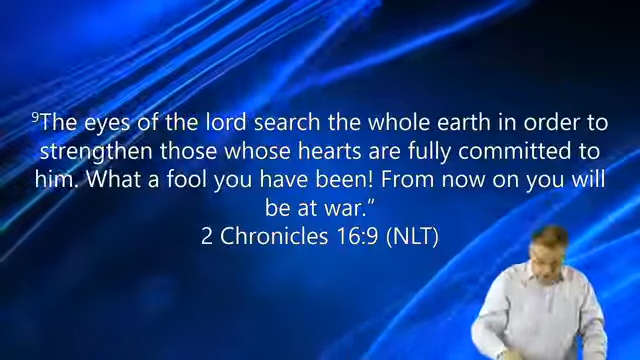 ⁹The eyes of the lord search the whole earth in order to
strengthen those whose hearts are fully committed to
him. What a fool you have been! From now on you will
be at war.”
2 Chronicles 16:9 (NLT)